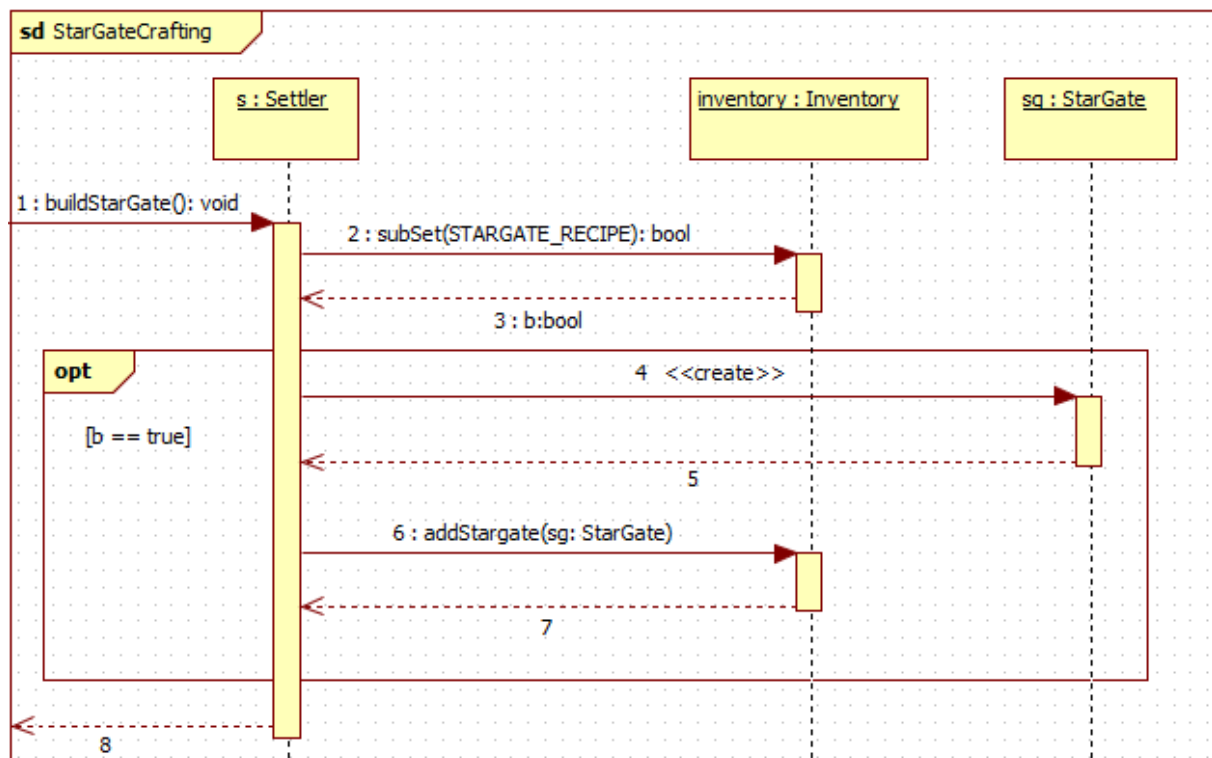 sd StarGateCrafting
s : Settler
inventory : Inventory
sg : StarGate
1 : buildStarGate(): void
2 : subSet(STARGATE_RECIPE): bool
3 : b:bool
opt
4 <<create>>
[b == true]
5
6 : addStargate(sg: StarGate)
7
8